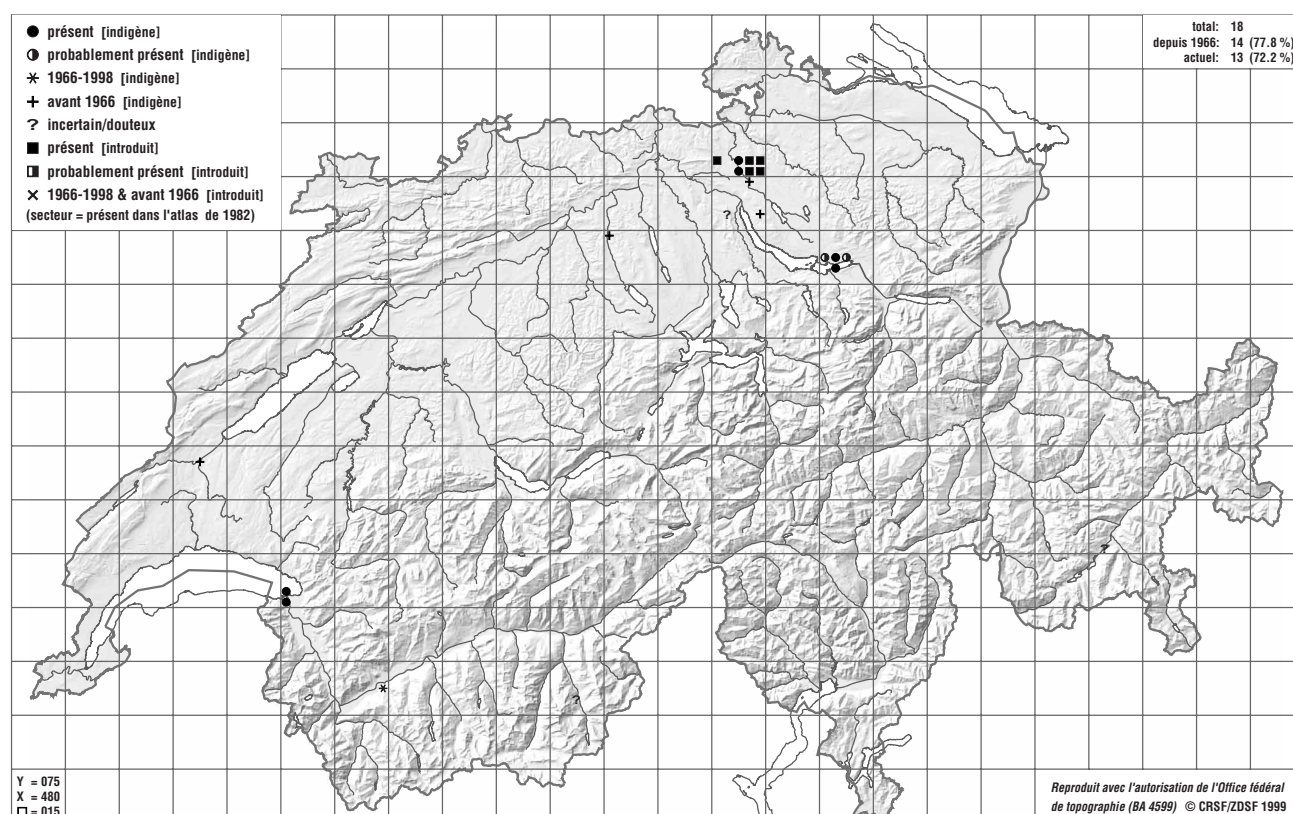 présent [indigène]
probablement présent [indigène]
1966-1998 [indigène]
avant 1966 [indigène]
? incertain/douteux
présent [introduit]
probablement présent [introduit]
1966-1998 & avant 1966 [introduit]
(secteur = présent dans l'atlas de 1982)
total: 18
depuis 1966: 14 (77.8 %)
actuel: 13 (72.2 %)
?
?
?
Y = 075
X = 480
= 015
Reproduit avec l'autorisation de l'Office fédéral
de topographie (BA 4599) © CRSF/ZDSF 1999